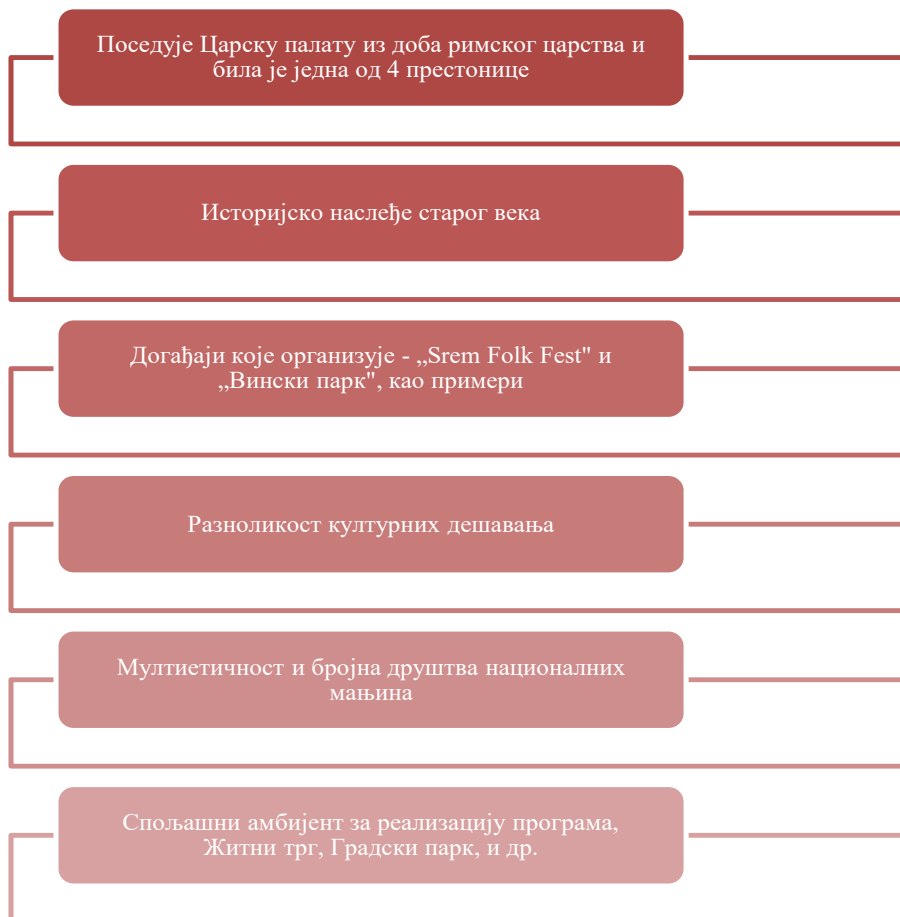 Поседује Царску палату из доба римског царства и
била је једна од 4 престонице
Историјско наслеђе старог века
Догађаји које организује - „Srem Folk Fest" и
„Вински парк", као примери
Разноликост културних дешавања
Мултиетичност и бројна друштва националних
мањина
Спољашни амбијент за реализацију програма,
Житни трг, Градски парк, и др.